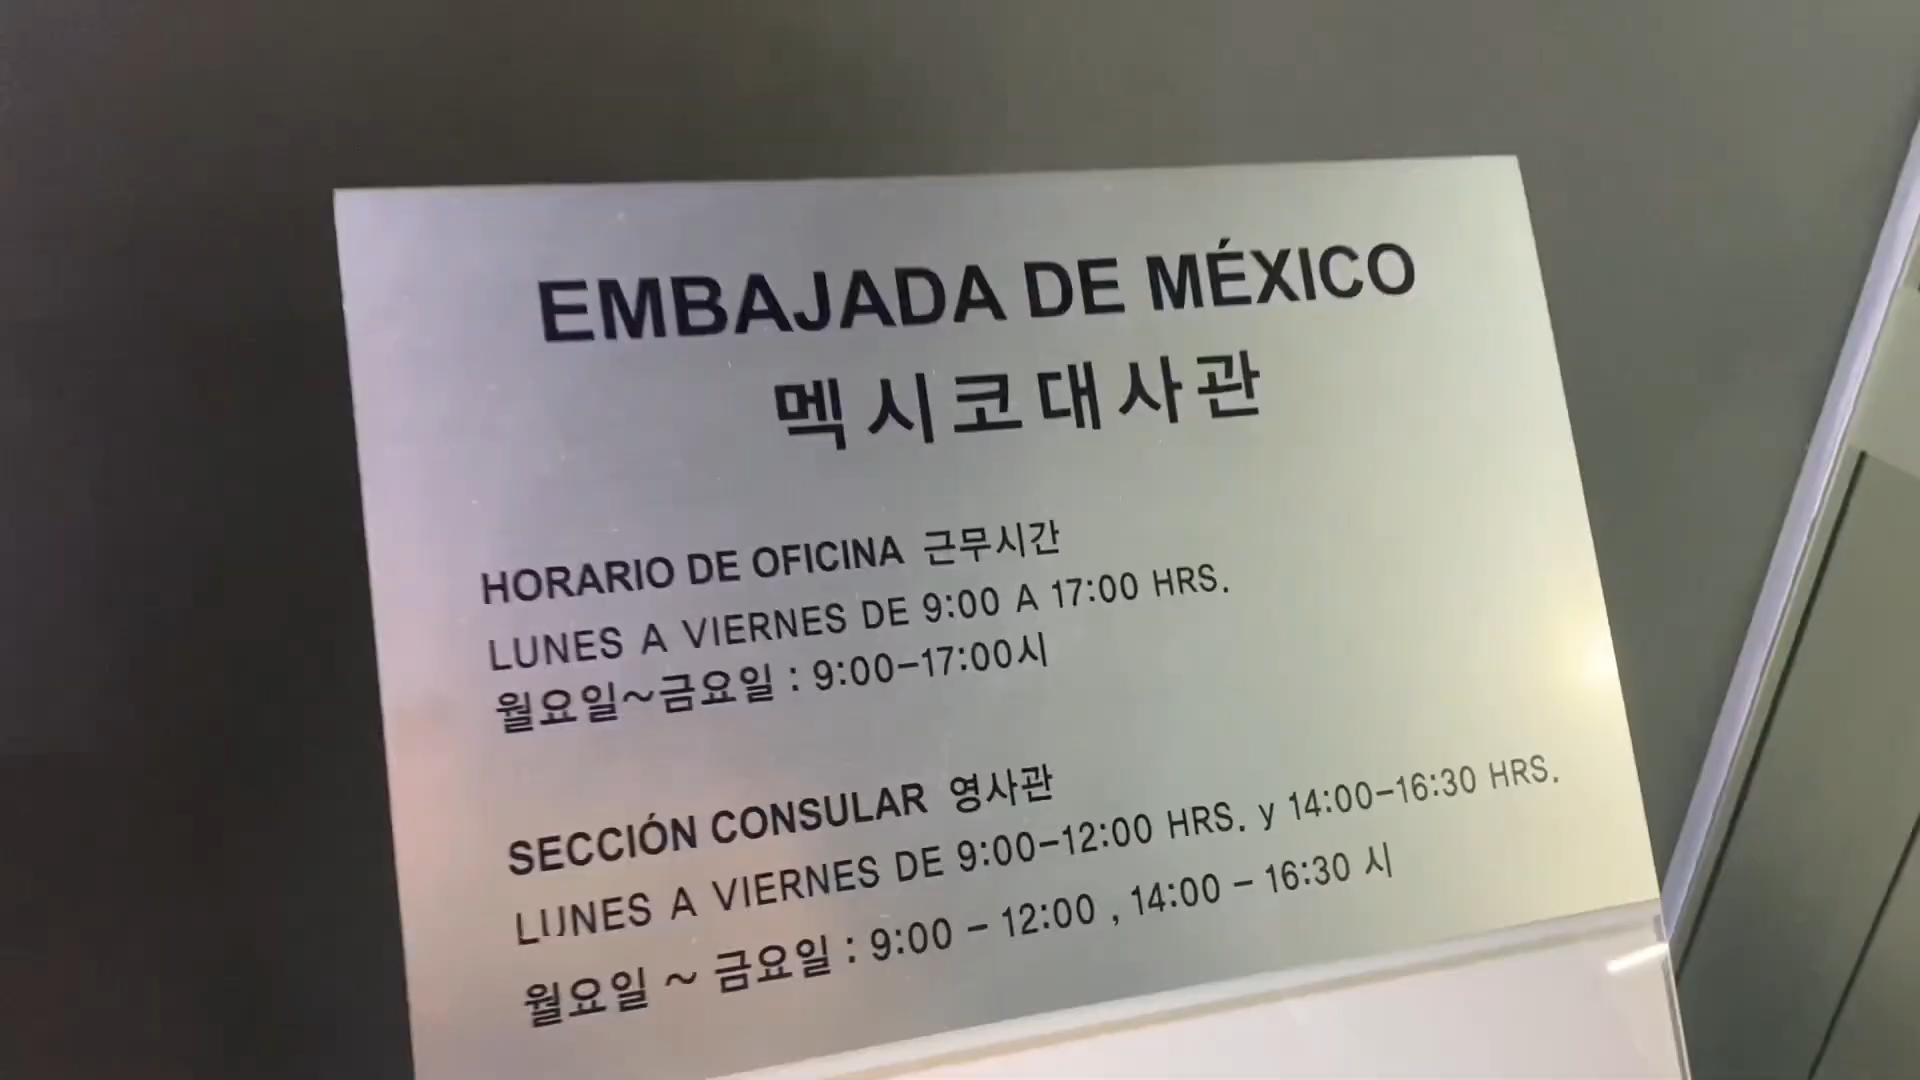 EMBAJADA DE MÉXICO
멕시코대사관
HORARIO DE OFICINA 근무시간
LUNES A VIERNES DE 9:00 A 17:00 HRS.
월요일~금요일 : 9:00-17:00시
SECCIÓN CONSULAR 영사관
LUNES A VIERNES DE 9:00-12:00 HRS. y 14:00-16:30 HRS.
월요일 ~ 금요일 : 9:00 - 12:00 , 14:00 - 16:30 시